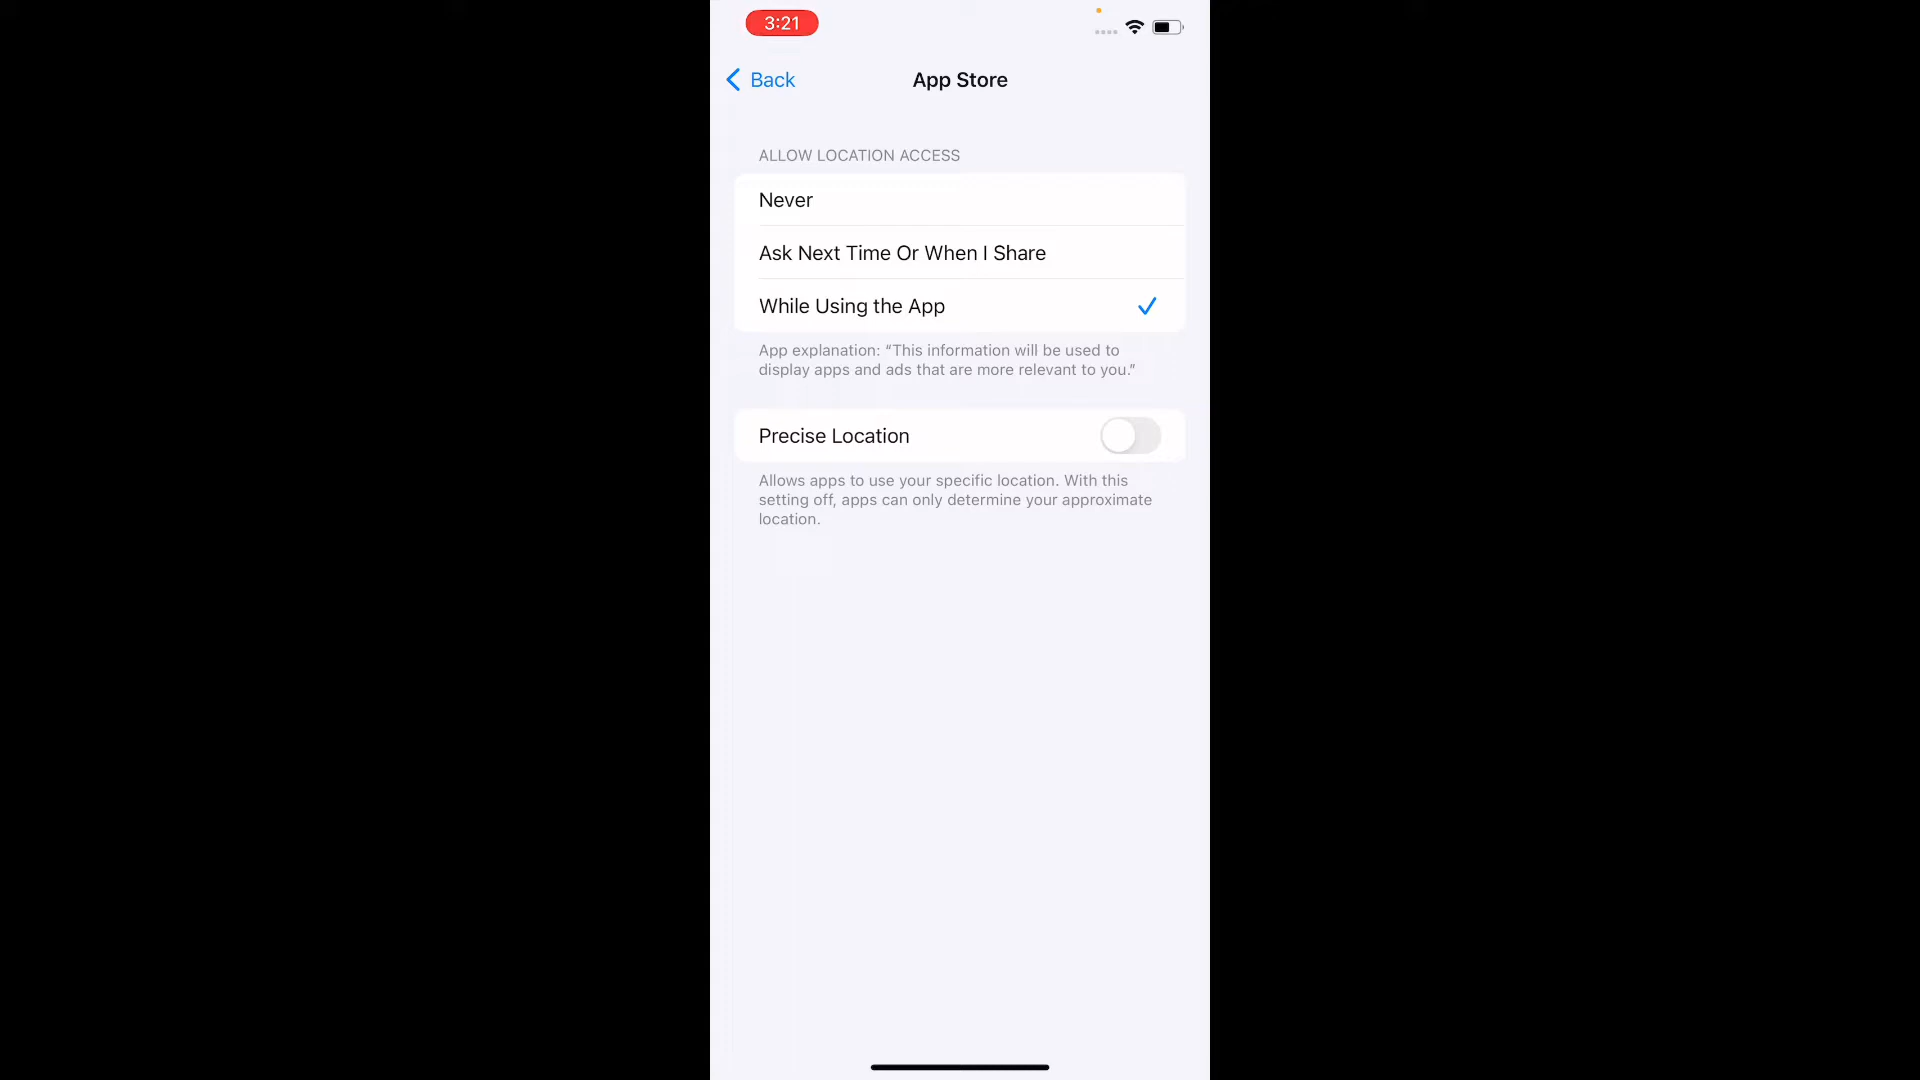 3:21
Back
App Store
ALLOW LOCATION ACCESS
Never
Ask Next Time Or When I Share
While Using the App
App explanation: “This information will be used to
display apps and ads that are more relevant to you.”
Precise Location
Allows apps to use your specific location. With this
setting off, apps can only determine your approximate
location.